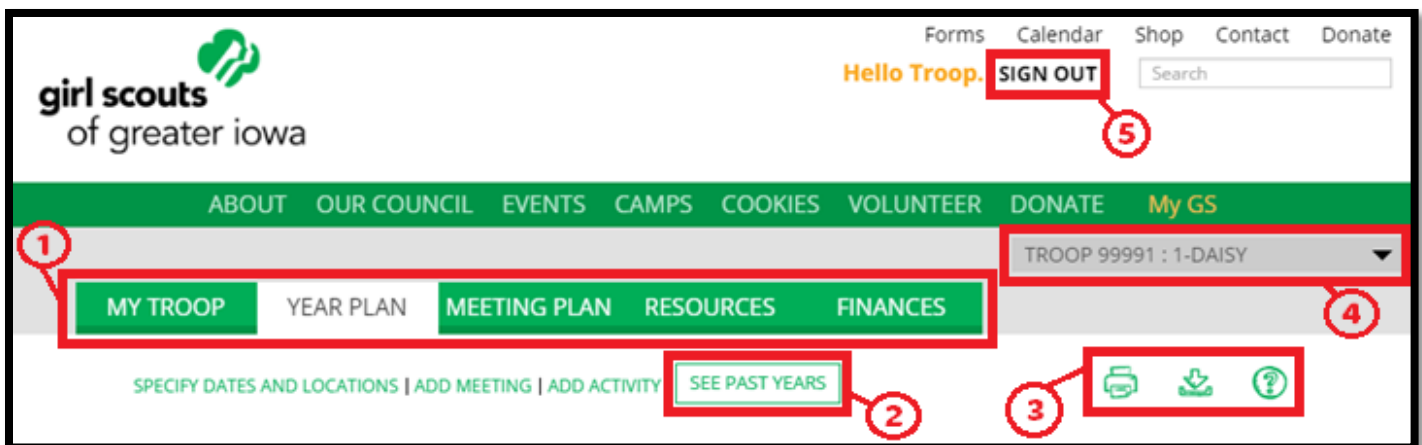 Forms Calendar Shop Contact Donate
girl scouts
of greater iowa
Hello Troop. SIGN OUT Search
5
ABOUT OUR COUNCIL EVENTS CAMPS COOKIES VOLUNTEER DONATE My GS
1
TROOP 99991 : 1-DAISY
4
MY TROOP YEAR PLAN MEETING PLAN RESOURCES FINANCES
SPECIFY DATES AND LOCATIONS | ADD MEETING | ADD ACTIVITY SEE PAST YEARS
?
2
3